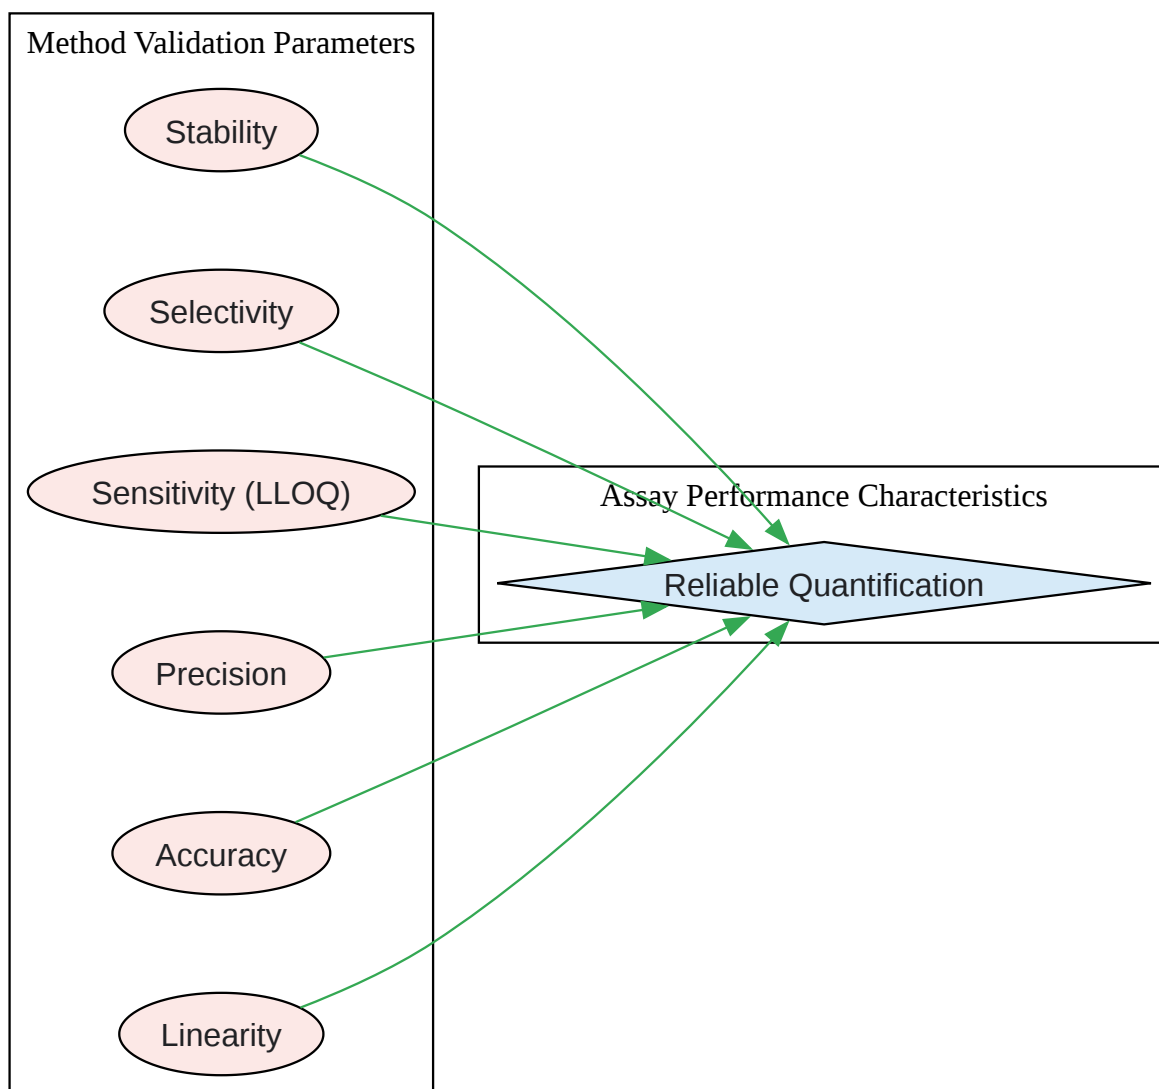 Method Validation Parameters
Stability
Selectivity
Sensitivity (LLOQ)
Precision
Accuracy
Linearity
Assay Performance Characteristics
Reliable Quantification